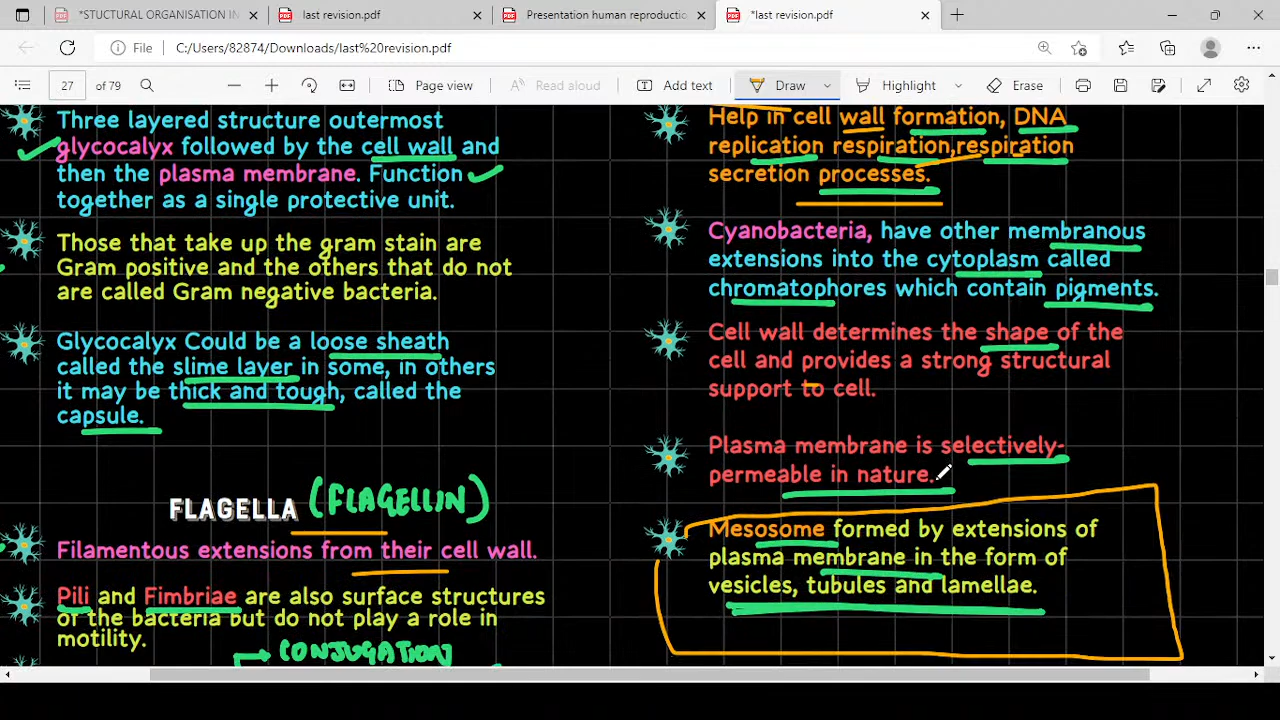 *STUCTURAL ORGANISATION IN
last revision.pdf
Presentation human reproductio
*last revision.pdf
File
C:/Users/82874/Downloads/last%20revision.pdf
27 of 79
Page view
Read aloud
Add text
Draw
Highlight
Erase
Three layered structure outermost
glycocalyx followed by the cell wall and
then the plasma membrane. Function
together as a single protective unit.
Those that take up the gram stain are
Gram positive and the others that do not
are called Gram negative bacteria.
Glycocalyx Could be a loose sheath
called the slime layer in some, in others
it may be thick and tough, called the
capsule.
FLAGELLA (FLAGELLIN)
Filamentous extensions from their cell wall.
Pili and Fimbriae are also surface structures
of the bacteria but do not play a role in
motility.
CONJUGATION
Help in cell wall formation, DNA
replication respiration,respiration
secretion processes.
Cyanobacteria, have other membranous
extensions into the cytoplasm called
chromatophores which contain pigments.
Cell wall determines the shape of the
cell and provides a strong structural
support to cell.
Plasma membrane is selectively-
permeable in nature.
Mesosome formed by extensions of
plasma membrane in the form of
vesicles, tubules and lamellae.